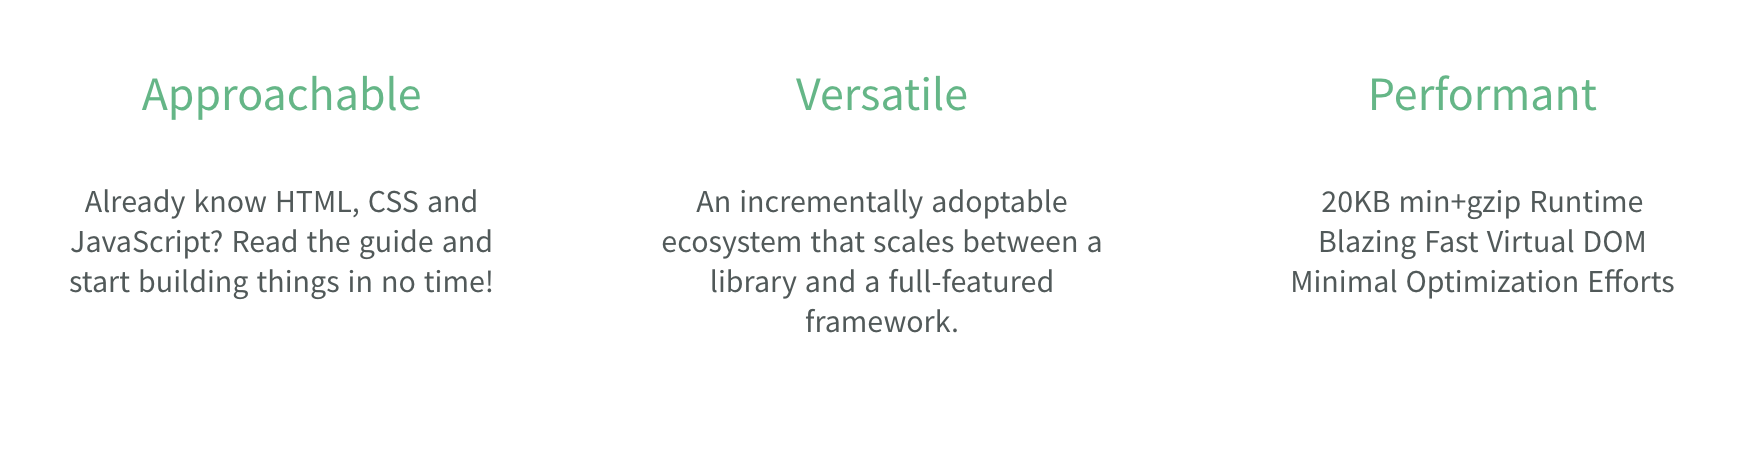 Approachable
Already know HTML, CSS and
JavaScript? Read the guide and
start building things in no time!
Versatile
An incrementally adoptable
ecosystem that scales between a
library and a full-featured
framework.
Performant
20KB min+gzip Runtime
Blazing Fast Virtual DOM
Minimal Optimization Efforts